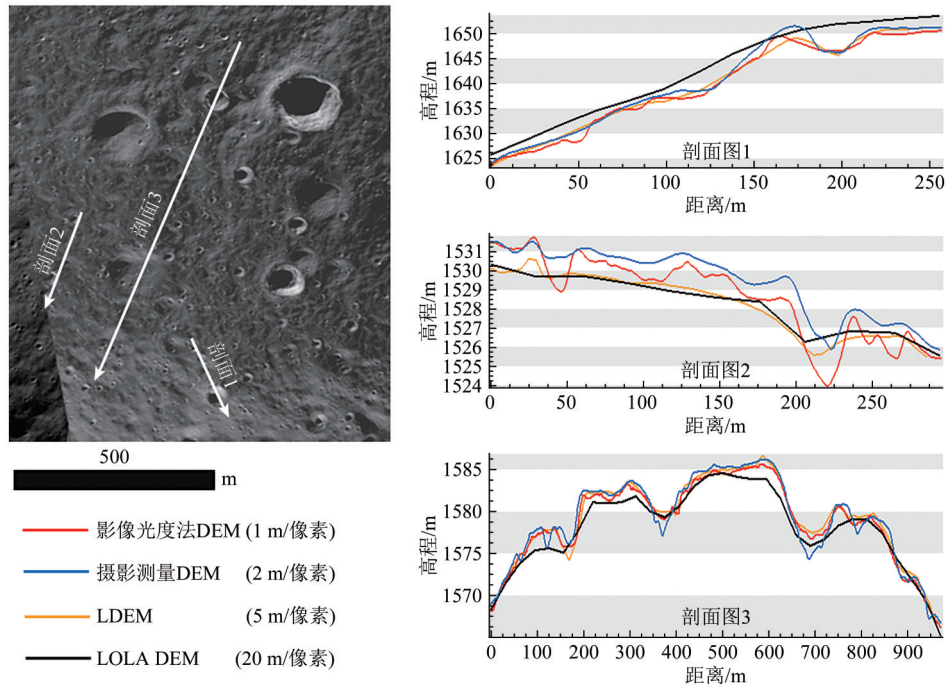 剖面3
剖面2
剖面1
500
m
影像光度法DEM (1 m/像素)
摄影测量DEM (2 m/像素)
LDEM (5 m/像素)
LOLA DEM (20 m/像素)
高程/m
1650
1645
1640
1635
1630
1625
剖面图1
0 50 100 150 200 250
距离/m
高程/m
1531
1530
1529
1528
1527
1526
1525
1524
剖面图2
0 50 100 150 200 250
距离/m
高程/m
1585
1580
1575
1570
剖面图3
0 100 200 300 400 500 600 700 800 900
距离/m